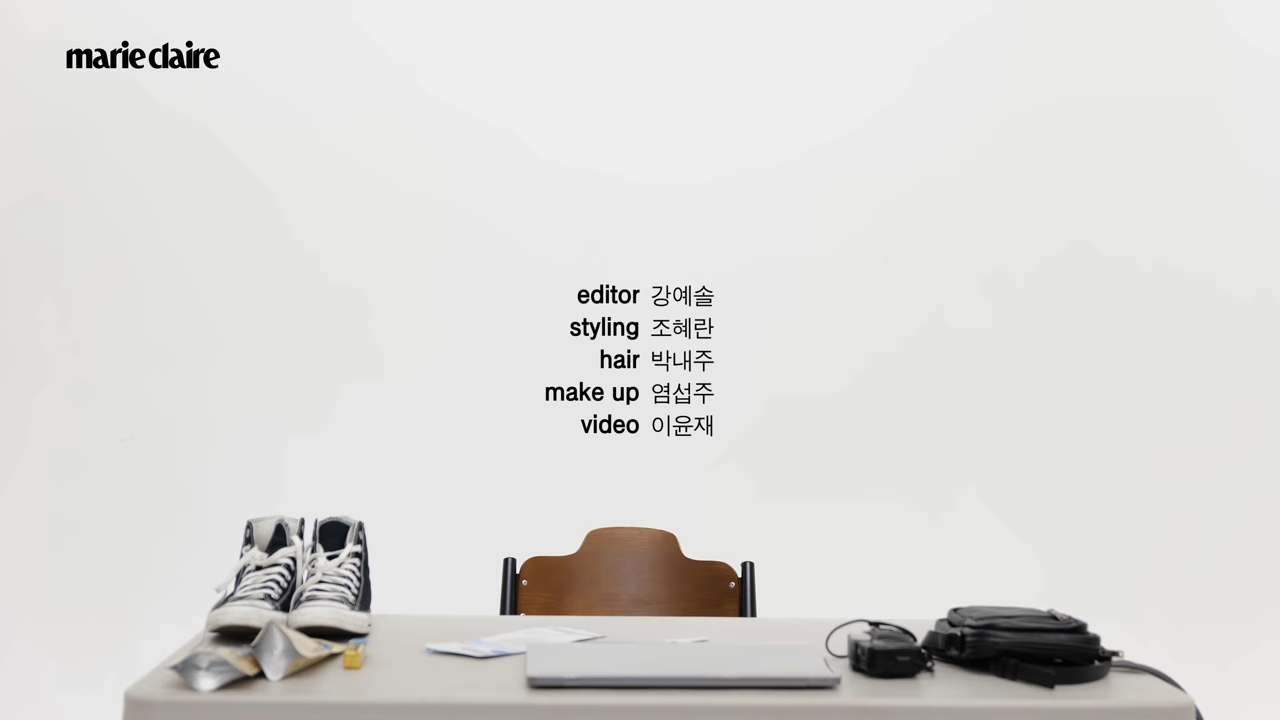 marie claire
editor 강예솔
styling 조혜란
hair 박내주
make up 염섭주
video 이윤재